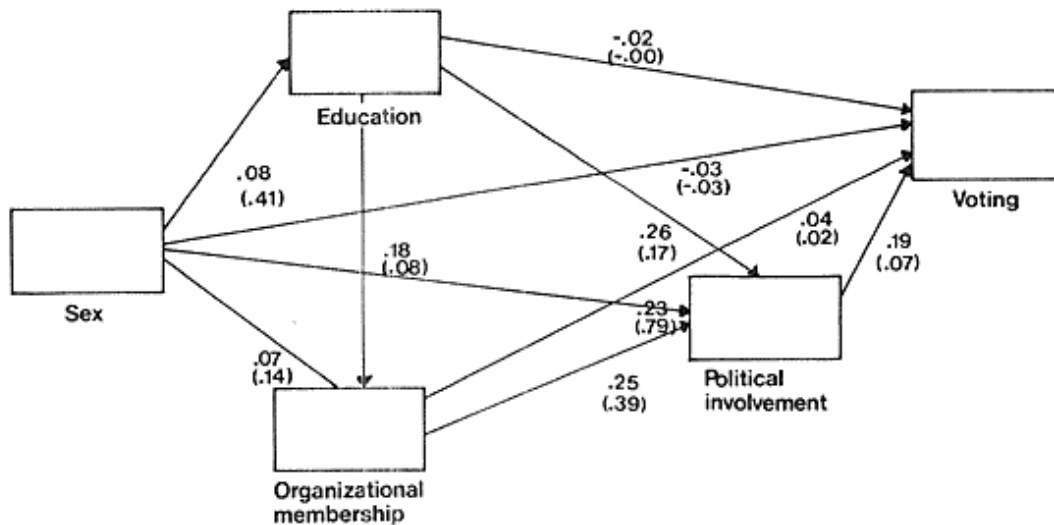 -.02
(-.00)
Education
.08
(.41)
-.03
(-.03)
Voting
.04
(.02)
.26
(.17)
.19
(.07)
.18
(.08)
Sex
.23
(.79)
.07
(.14)
.25
(.39)
Political
involvement
Organizational
membership